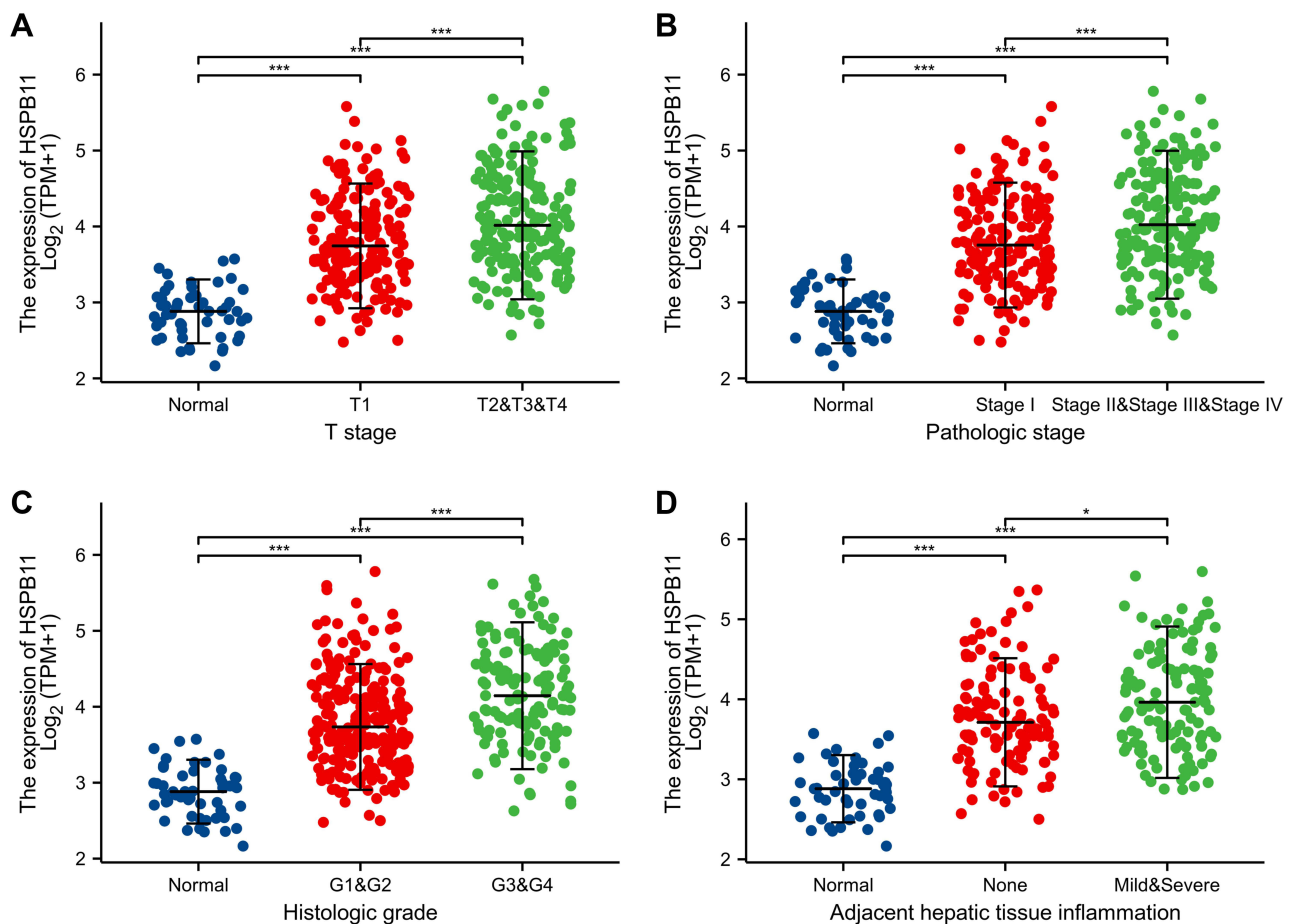 A
The expression of HSPB11
Log2 (TPM+1)
6
5
4
3
2
***
***
***
Normal
T1
T2&T3&T4
T stage
B
The expression of HSPB11
Log2 (TPM+1)
6
5
4
3
2
***
***
***
Normal
Stage I
Stage II&Stage III&Stage IV
Pathologic stage
C
The expression of HSPB11
Log2 (TPM+1)
6
5
4
3
2
***
***
***
Normal
G1&G2
G3&G4
Histologic grade
D
The expression of HSPB11
Log2 (TPM+1)
6
5
4
3
2
*
***
***
Normal
None
Mild&Severe
Adjacent hepatic tissue inflammation